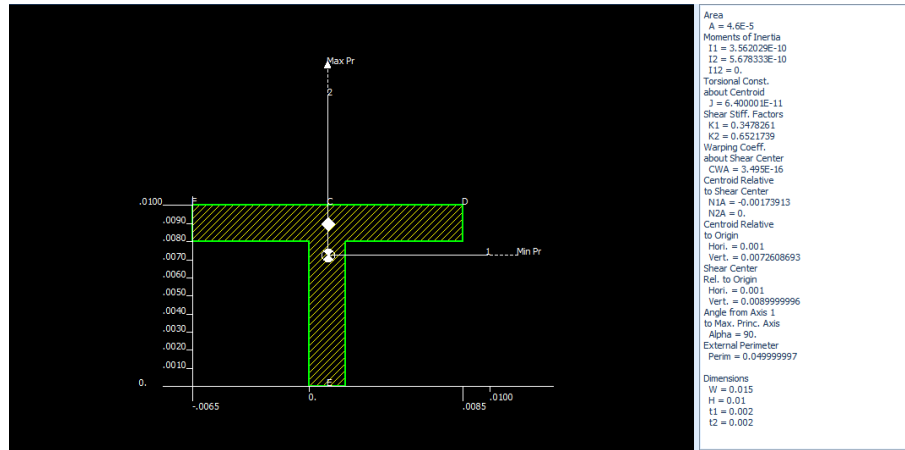 Max Pr
2
.0100
F
C
D
.0090
.0080
.0070
1
Min Pr
.0060
.0050
.0040
.0030
.0020
.0010
0.
E
-.0065
0.
.0085
.0100
Area
A = 4.6E-5
Moments of Inertia
I1 = 3.562029E-10
I2 = 5.678333E-10
I12 = 0.
Torsional Const.
about Centroid
J = 6.400001E-11
Shear Stiff. Factors
K1 = 0.3478261
K2 = 0.6521739
Warping Coeff.
about Shear Center
CWA = 3.495E-16
Centroid Relative
to Shear Center
N1A = -0.00173913
N2A = 0.
Centroid Relative
to Origin
Hori. = 0.001
Vert. = 0.0072608693
Shear Center
Rel. to Origin
Hori. = 0.001
Vert. = 0.0089999996
Angle from Axis 1
to Max. Princ. Axis
Alpha = 90.
External Perimeter
Perim = 0.049999997
Dimensions
W = 0.015
H = 0.01
t1 = 0.002
t2 = 0.002